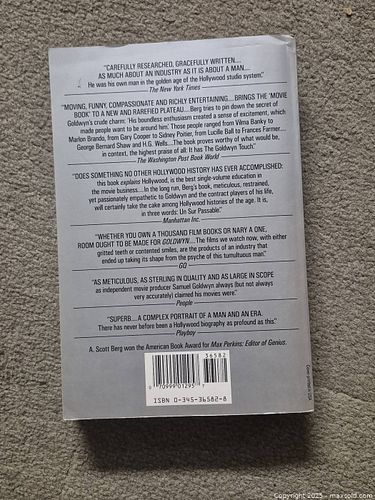 "CAREFULLY RESEARCHED, GRACEFULLY WRITTEN....
AS MUCH ABOUT AN INDUSTRY AS IT IS ABOUT A MAN....
He was his own man in the golden age of the Hollywood studio system."
—The New York Times
"MOVING, FUNNY, COMPASSIONATE AND RICHLY ENTERTAINING.... BRINGS THE 'MOVIE
BOOK' TO A NEW AND RAREFIED PLATEAU.... Berg tries to pin down the secret of
Goldwyn's crude charm: 'His boundless enthusiasm created a sense of excitement, which
made people want to be around him.' Those people ranged from Vilma Banky to
Marlon Brando, from Gary Cooper to Sidney Poitier, from Lucille Ball to Frances Farmer....
George Bernard Shaw and H.G. Wells....The book proves worthy of what would be,
in context, the highest praise of all: It has The Goldwyn Touch."
—The Washington Post Book World
"DOES SOMETHING NO OTHER HOLLYWOOD HISTORY HAS EVER ACCOMPLISHED:
this book explains Hollywood, is the best single-volume education in
the movie business.... In the long run, Berg's book, meticulous, restrained,
yet passionately empathetic to Goldwyn and the contract players of his life,
will certainly take the cake among Hollywood histories of the age. It is,
in three words: Un Sur Passable."
Manhattan Inc.
"WHETHER YOU OWN A THOUSAND FILM BOOKS OR NARY A ONE,
ROOM OUGHT TO BE MADE FOR GOLDWYN....The films we watch now, with either
gritted teeth or contented smiles, are the products of an industry that
ended up taking its shape from the psyche of this tumultuous man."
—GQ
"AS METICULOUS, AS STERLING IN QUALITY AND AS LARGE IN SCOPE
as independent movie producer Samuel Goldwyn always (but not always
very accurately) claimed his movies were."
—People
"SUPERB....A COMPLEX PORTRAIT OF A MAN AND AN ERA.
There has never before been a Hollywood biography as profound as this."
—Playboy
A. Scott Berg won the American Book Award for Max Perkins: Editor of Genius.
36582
0 70999 01295 7
ISBN 0-345-36582-8
Copyright 2025 - maxsold.com